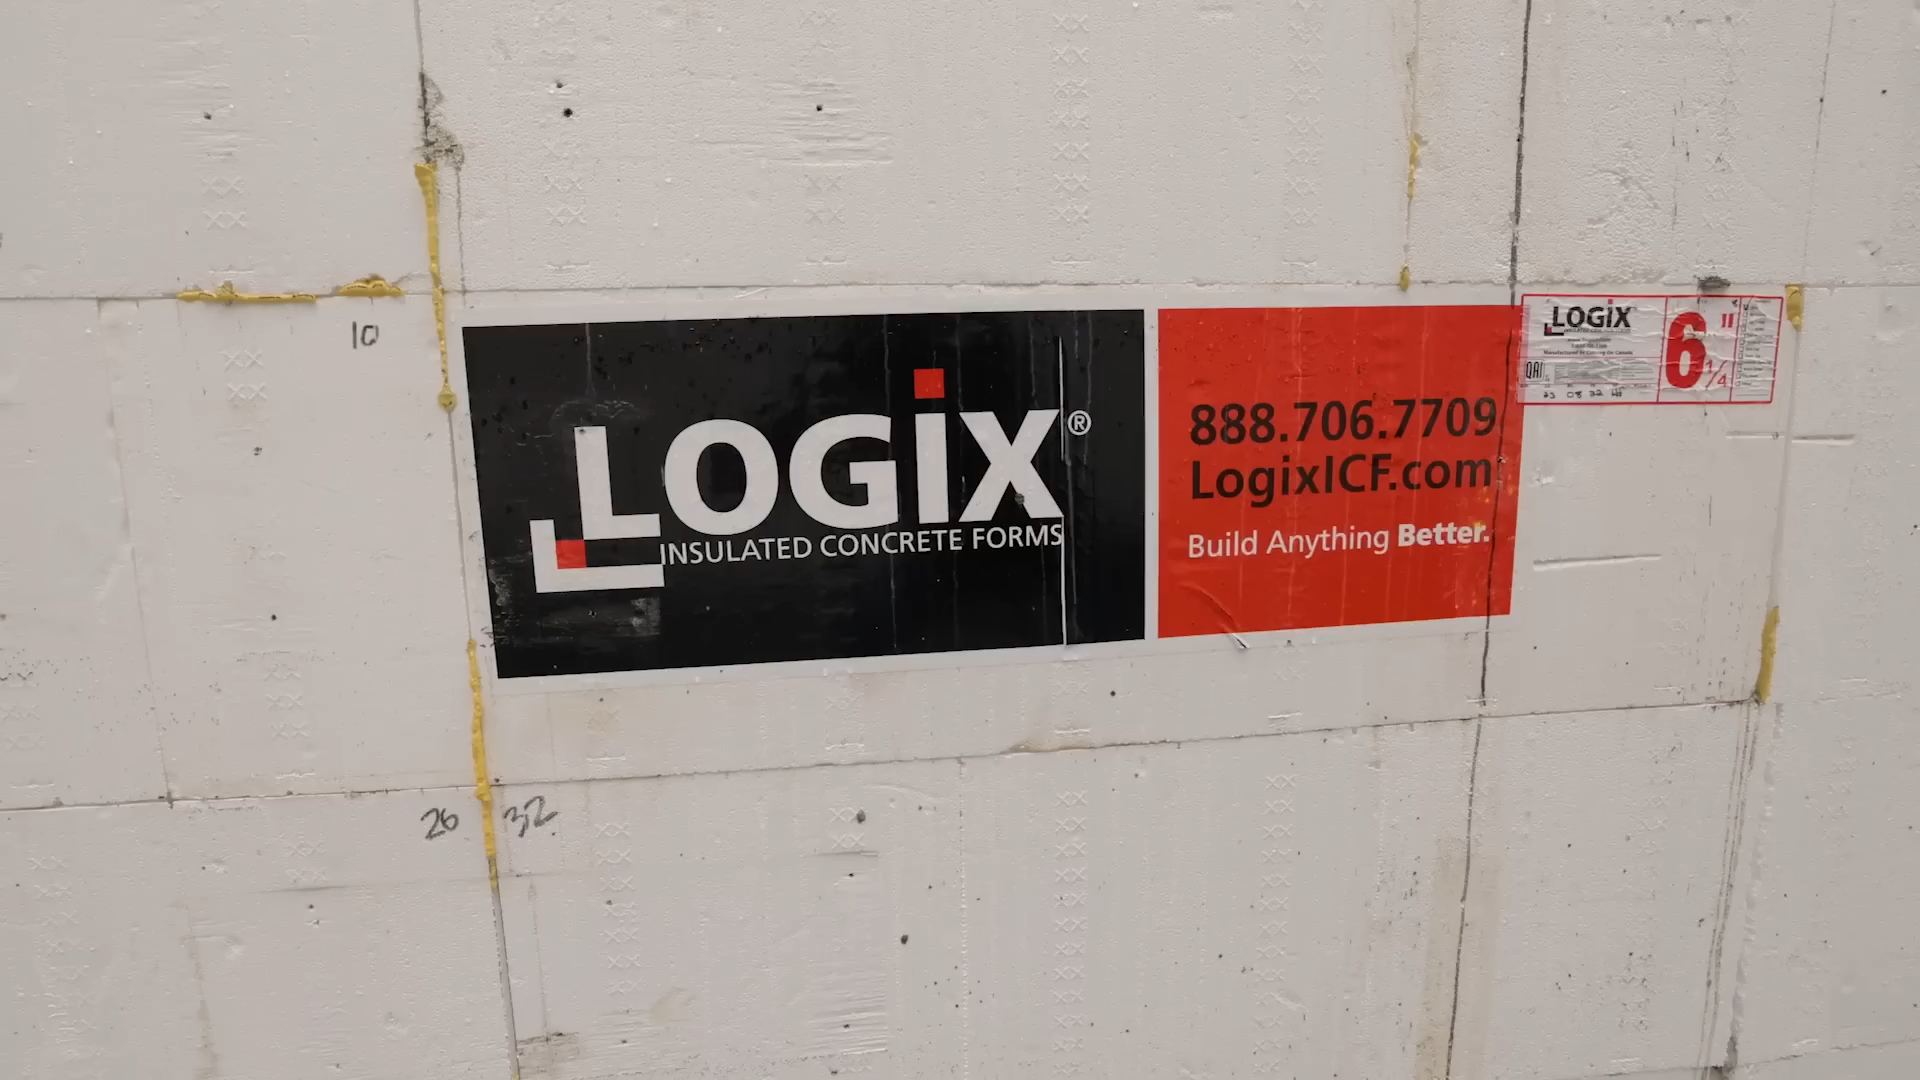 10
LOGiX®
INSULATED CONCRETE FORMS
888.706.7709
LogixICF.com
Build Anything Better.
LOGiX
6" 1/4
QAI
26 32